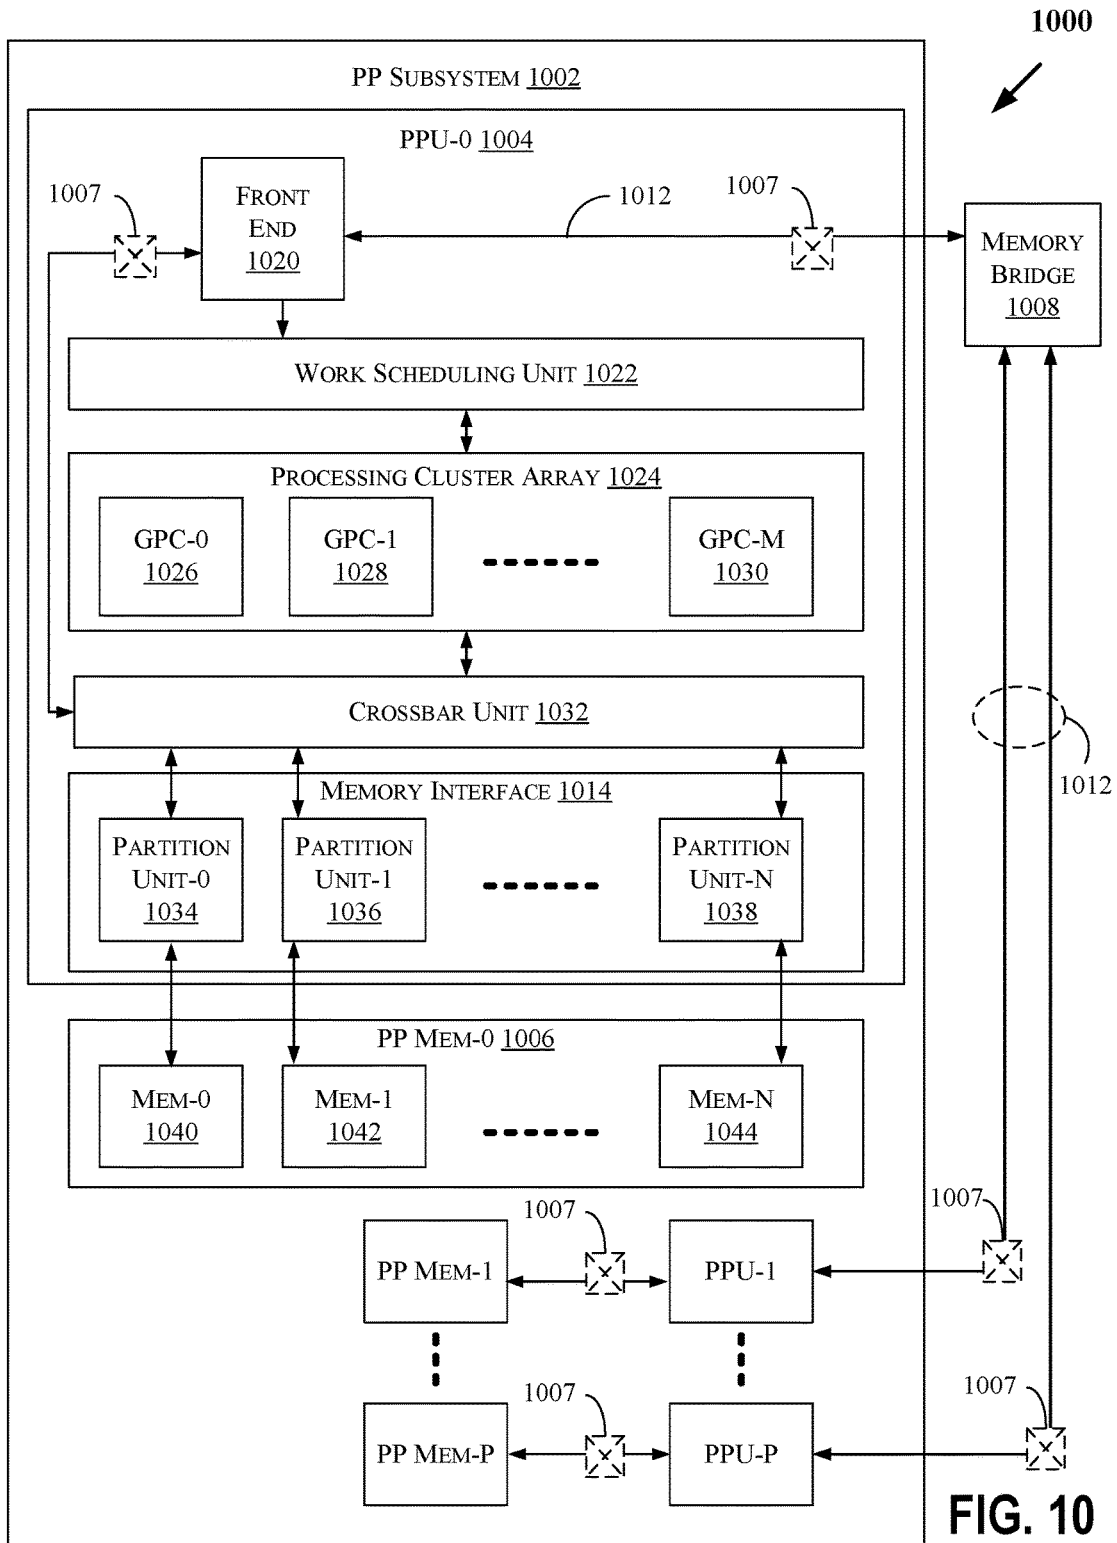 1000
PP SUBSYSTEM 1002
PPU-0 1004
1007
FRONT
END
1020
1012
1007
MEMORY
BRIDGE
1008
WORK SCHEDULING UNIT 1022
PROCESSING CLUSTER ARRAY 1024
GPC-0
1026
GPC-1
1028
GPC-M
1030
CROSSBAR UNIT 1032
1012
MEMORY INTERFACE 1014
PARTITION
UNIT-0
1034
PARTITION
UNIT-1
1036
PARTITION
UNIT-N
1038
PP MEM-0 1006
MEM-0
1040
MEM-1
1042
MEM-N
1044
1007
1007
PP MEM-1
PPU-1
1007
1007
PP MEM-P
PPU-P
FIG. 10